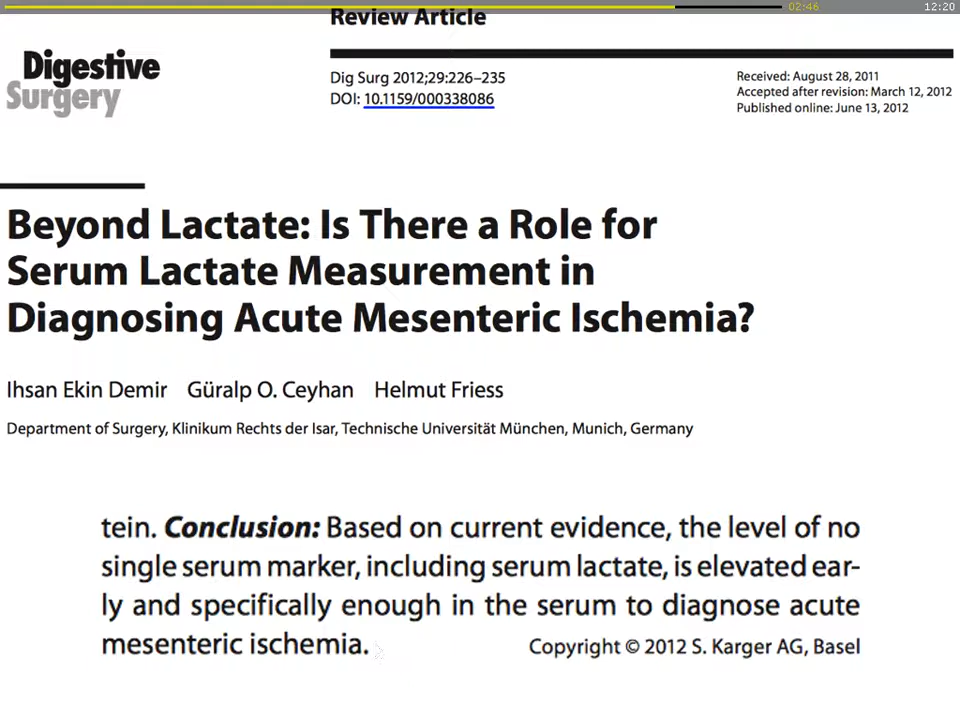 02:46
12:20
Review Article
Digestive
Surgery
Dig Surg 2012;29:226–235
DOI: 10.1159/000338086
Received: August 28, 2011
Accepted after revision: March 12, 2012
Published online: June 13, 2012
Beyond Lactate: Is There a Role for
Serum Lactate Measurement in
Diagnosing Acute Mesenteric Ischemia?
Ihsan Ekin Demir Güralp O. Ceyhan Helmut Friess
Department of Surgery, Klinikum Rechts der Isar, Technische Universität München, Munich, Germany
tein. Conclusion: Based on current evidence, the level of no
single serum marker, including serum lactate, is elevated ear-
ly and specifically enough in the serum to diagnose acute
mesenteric ischemia.
Copyright © 2012 S. Karger AG, Basel